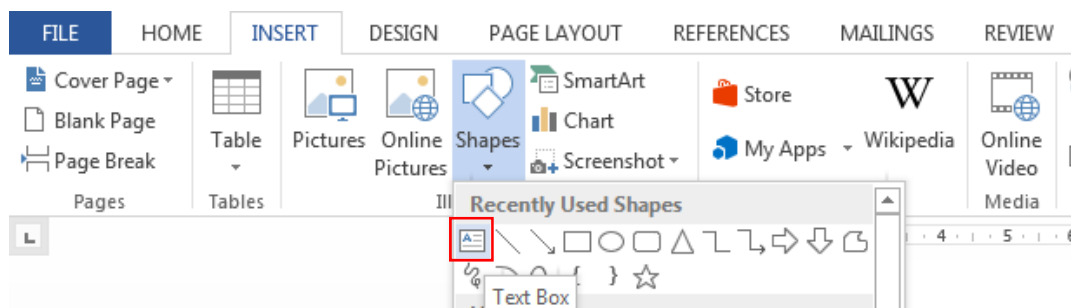 FILE HOME INSERT DESIGN PAGE LAYOUT REFERENCES MAILINGS REVIEW
Cover Page
Blank Page
Page Break
Table
Pictures
Online
Pictures
Shapes
SmartArt
Chart
Screenshot
Store
My Apps
W
Wikipedia
Online
Video
Pages Tables Ill Media
Recently Used Shapes
L
4 5 6
A
{ }
Text Box